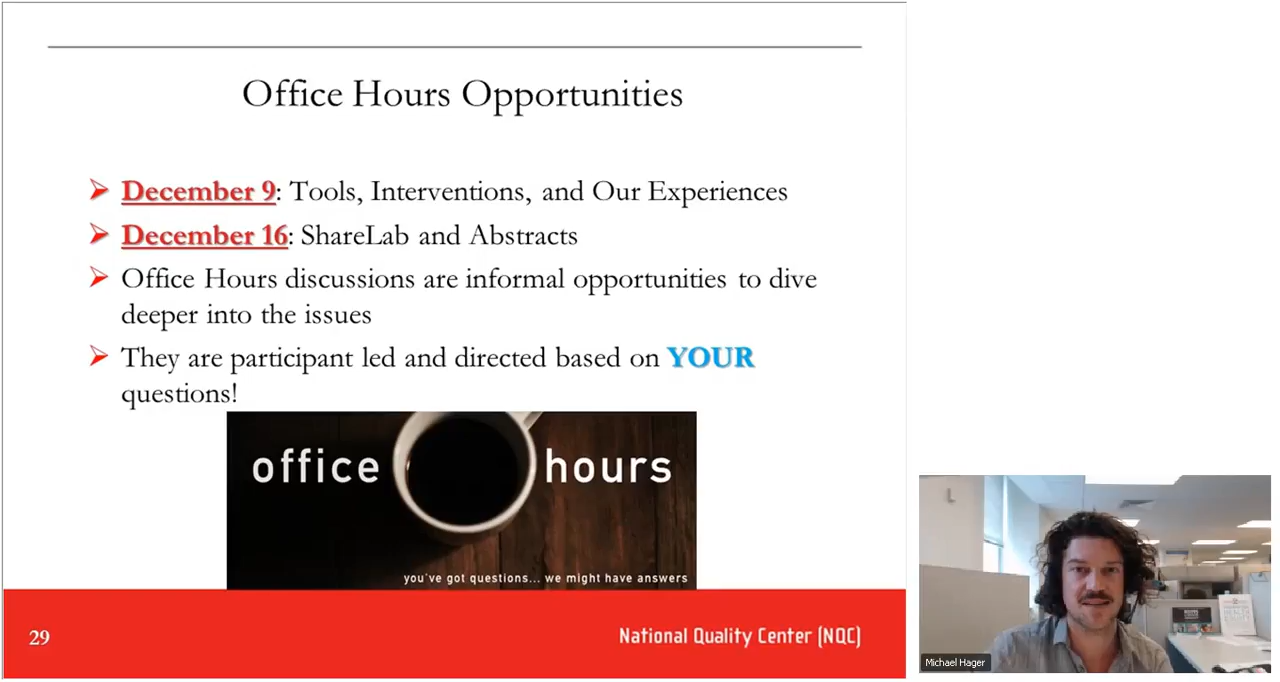 Office Hours Opportunities
December 9: Tools, Interventions, and Our Experiences
December 16: ShareLab and Abstracts
Office Hours discussions are informal opportunities to dive
deeper into the issues
They are participant led and directed based on YOUR
questions!
office hours
you've got questions... we might have answers
29
National Quality Center (NQC)
Michael Hager